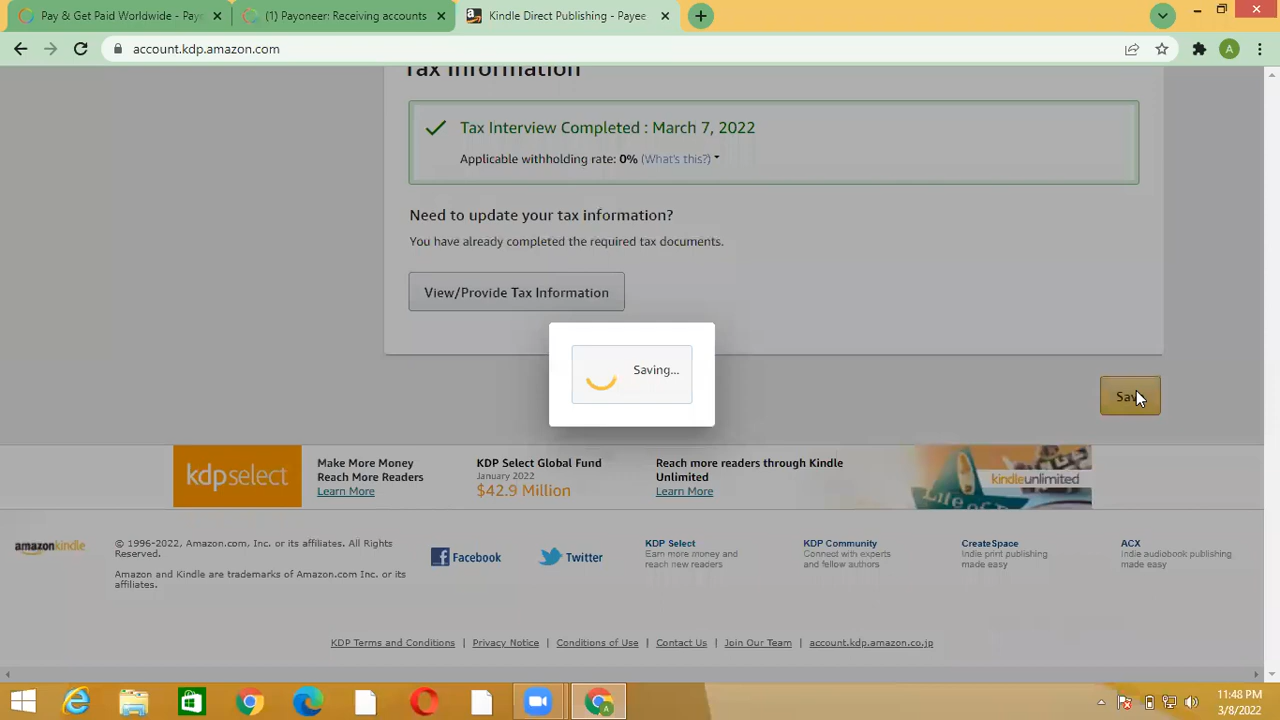 Pay & Get Paid Worldwide - Payo
(1) Payoneer: Receiving accounts
Kindle Direct Publishing - Payee
account.kdp.amazon.com
A
Tax Information
Tax Interview Completed : March 7, 2022
Applicable withholding rate: 0% (What's this?)
Need to update your tax information?
You have already completed the required tax documents.
View/Provide Tax Information
Saving...
Save
kdpselect
Make More Money
Reach More Readers
Learn More
KDP Select Global Fund
January 2022
$42.9 Million
Reach more readers through Kindle
Unlimited
Learn More
Life of
kindleunlimited
amazonkindle
© 1996-2022, Amazon.com, Inc. or its affiliates. All Rights
Reserved.
Amazon and Kindle are trademarks of Amazon.com Inc. or its
affiliates.
Facebook
Twitter
KDP Select
Earn more money and
reach new readers
KDP Community
Connect with experts
and fellow authors
CreateSpace
Indie print publishing
made easy
ACX
Indie audiobook publishing
made easy
KDP Terms and Conditions | Privacy Notice | Conditions of Use | Contact Us | Join Our Team | account.kdp.amazon.co.jp
A
11:48 PM
3/8/2022